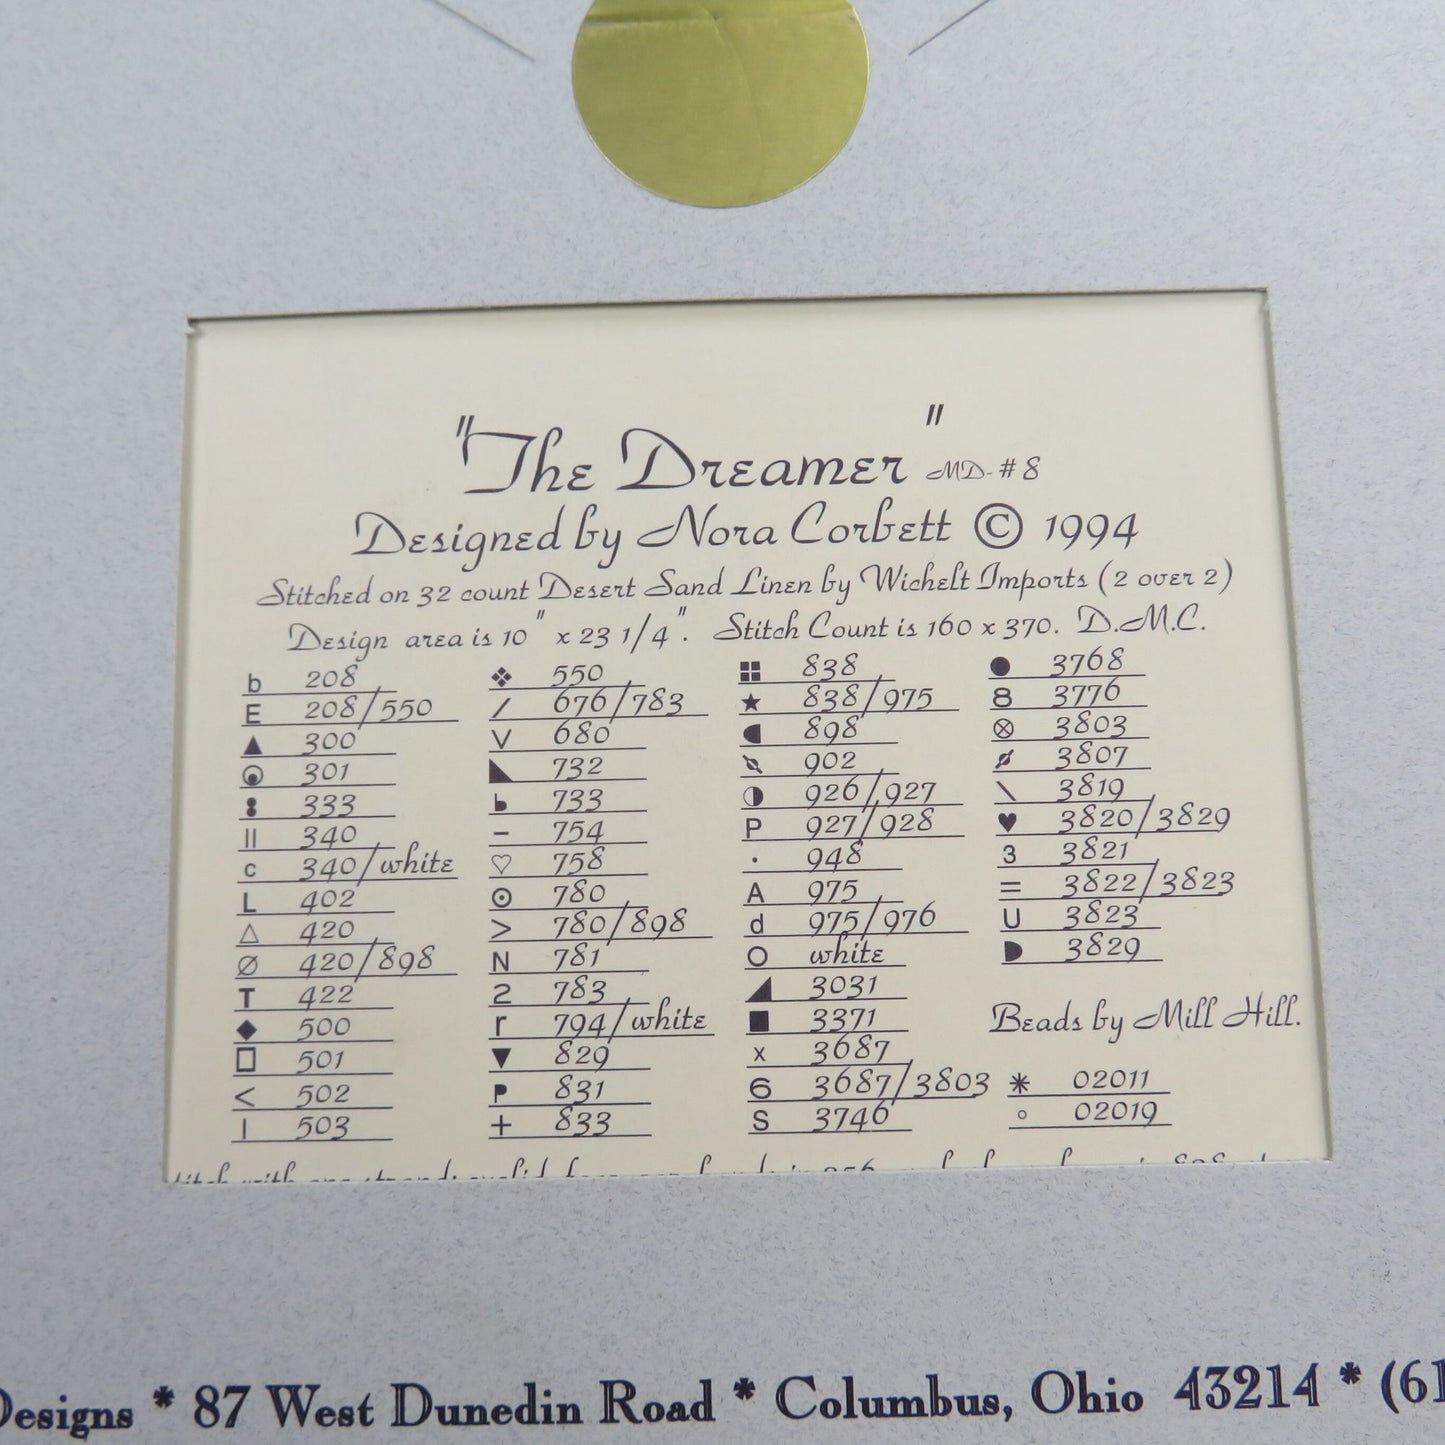 "The Dreamer" MD-#8
Designed by Nora Corbett © 1994
Stitched on 32 count Desert Sand Linen by Wichelt Imports (2 over 2)
Design area is 10" x 23 1/4". Stitch Count is 160 x 370. D.M.C.
b 208
E 208/550
▲ 300
301
333
|| 340
c 340/white
L 402
△ 420
∅ 420/898
T 422
◆ 500
□ 501
< 502
| 503
❖ 550
/ 676/783
V 680
◣ 732
733
– 754
♡ 758
⊙ 780
> 780/898
N 781
2 783
r 794/white
▼ 829
P 831
+ 833
838
★ 838/975
898
902
◑ 926/927
P 927/928
· 948
A 975
d 975/976
O white
◢ 3031
■ 3371
x 3687
6 3687/3803
S 3746
● 3768
8 3776
⊗ 3803
3807
\ 3819
♥ 3820/3829
3 3821
= 3822/3823
U 3823
◗ 3829
Beads by Mill Hill.
* 02011
° 02019
Designs * 87 West Dunedin Road * Columbus, Ohio 43214 * (61